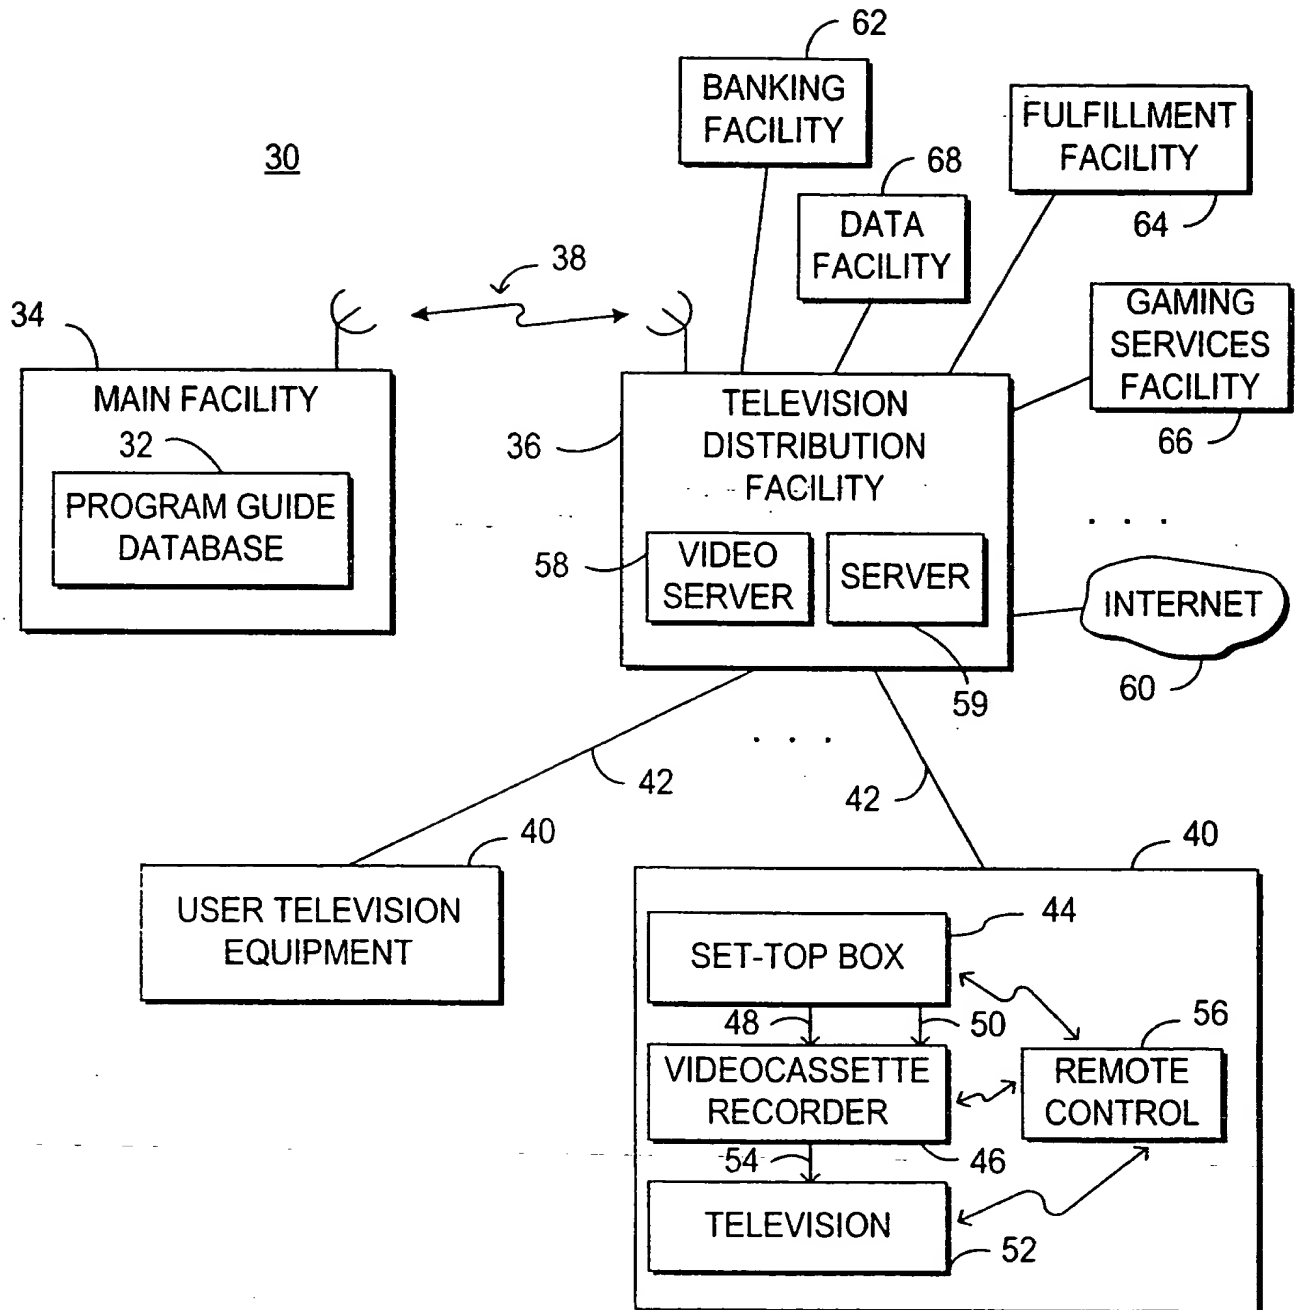 62
BANKING
FACILITY
FULFILLMENT
FACILITY
64
30
68
DATA
FACILITY
38
34
GAMING
SERVICES
FACILITY
66
MAIN FACILITY
32
PROGRAM GUIDE
DATABASE
36
TELEVISION
DISTRIBUTION
FACILITY
. . .
58
VIDEO
SERVER
SERVER
59
INTERNET
60
. . .
42
42
40
USER TELEVISION
EQUIPMENT
40
44
SET-TOP BOX
48
50
56
VIDEOCASSETTE
RECORDER
REMOTE
CONTROL
54
46
TELEVISION
52